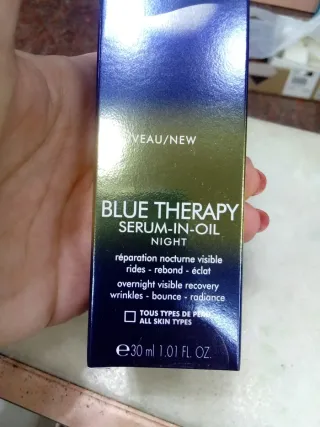 VEAU/NEW
BLUE THERAPY
SERUM-IN-OIL
NIGHT
réparation nocturne visible
rides - rebond - éclat
overnight visible recovery
wrinkles - bounce - radiance
TOUS TYPES DE PEAU
ALL SKIN TYPES
℮30 ml 1.01 FL. OZ.